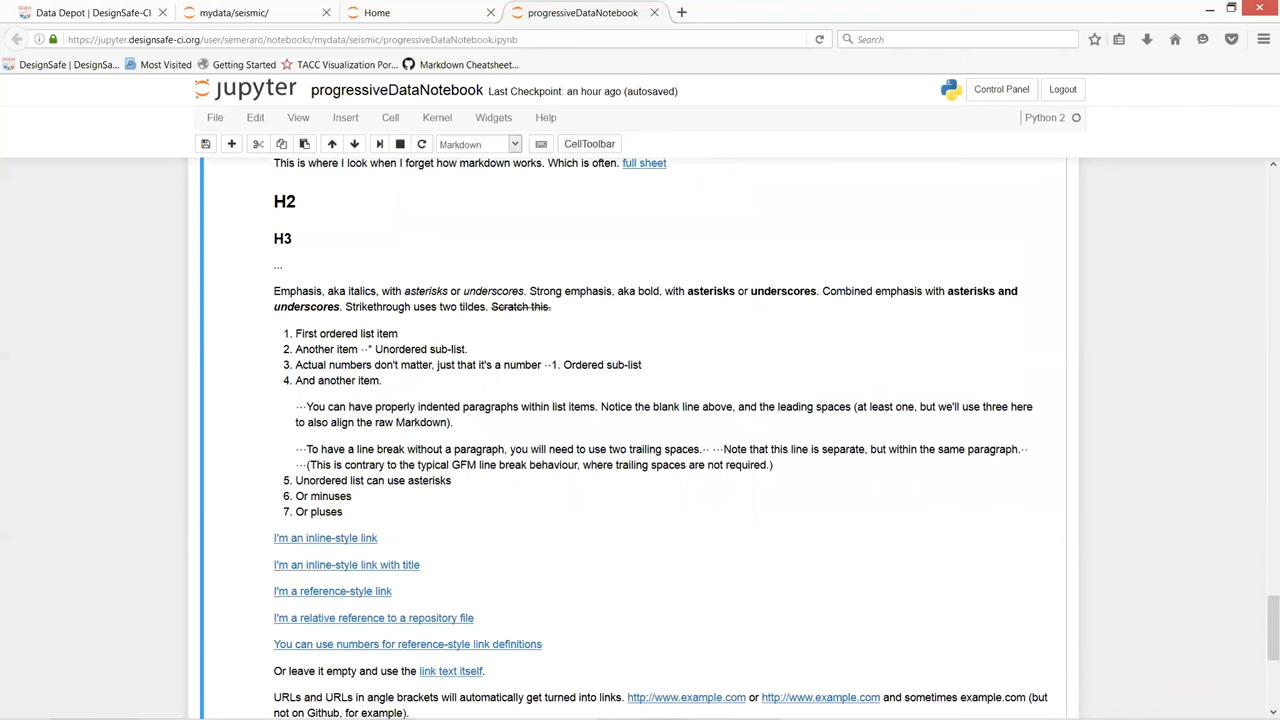 Data Depot | DesignSafe-CI
mydata/seismic/
Home
progressiveDataNotebook
https://jupyter.designsafe-ci.org/user/semeraro/notebooks/mydata/seismic/progressiveDataNotebook.ipynb
Search
DesignSafe | DesignSa...
Most Visited
Getting Started
TACC Visualization Por...
Markdown Cheatsheet...
jupyter progressiveDataNotebook Last Checkpoint: an hour ago (autosaved)
Control Panel
Logout
File Edit View Insert Cell Kernel Widgets Help
Python 2
Markdown
CellToolbar
This is where I look when I forget how markdown works. Which is often. full sheet
H2
H3
...
Emphasis, aka italics, with asterisks or underscores. Strong emphasis, aka bold, with asterisks or underscores. Combined emphasis with asterisks and
underscores. Strikethrough uses two tildes. Scratch this.
1. First ordered list item
2. Another item ··* Unordered sub-list.
3. Actual numbers don't matter, just that it's a number ··1. Ordered sub-list
4. And another item.
···You can have properly indented paragraphs within list items. Notice the blank line above, and the leading spaces (at least one, but we'll use three here
to also align the raw Markdown).
···To have a line break without a paragraph, you will need to use two trailing spaces.·· ···Note that this line is separate, but within the same paragraph.··
···(This is contrary to the typical GFM line break behaviour, where trailing spaces are not required.)
5. Unordered list can use asterisks
6. Or minuses
7. Or pluses
I'm an inline-style link
I'm an inline-style link with title
I'm a reference-style link
I'm a relative reference to a repository file
You can use numbers for reference-style link definitions
Or leave it empty and use the link text itself.
URLs and URLs in angle brackets will automatically get turned into links. http://www.example.com or http://www.example.com and sometimes example.com (but
not on Github, for example).